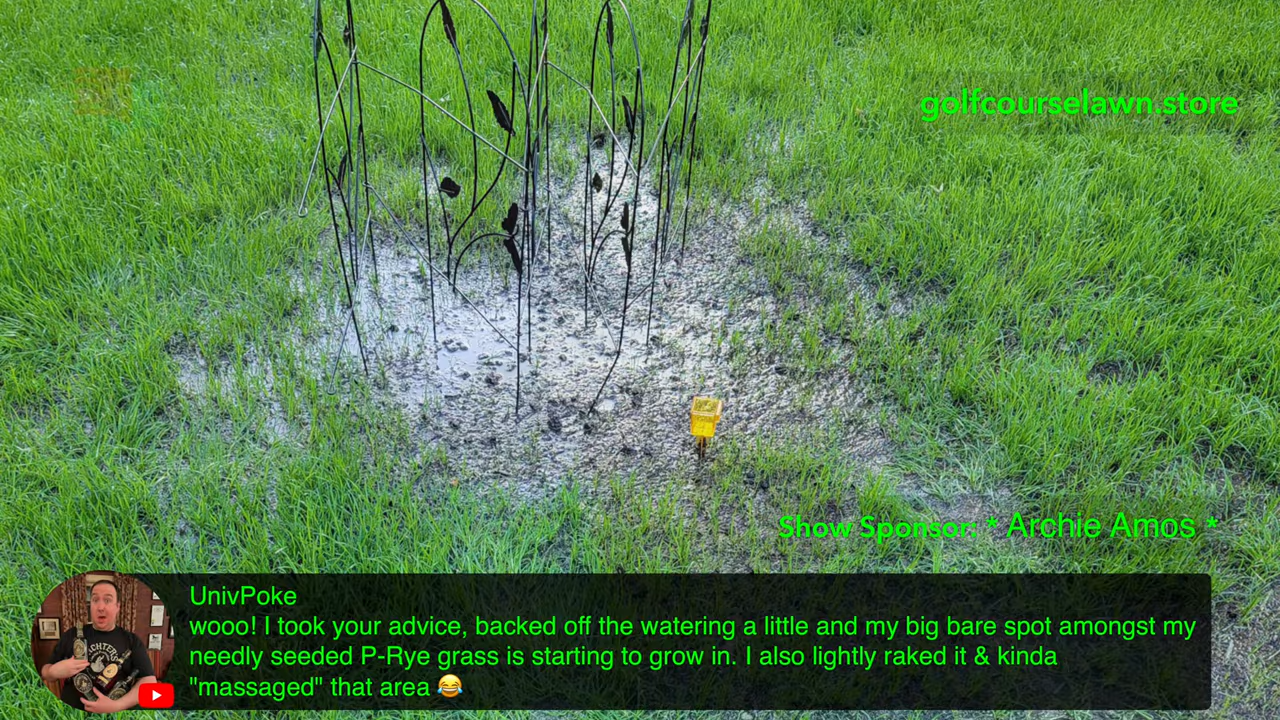 golfcourselawn.store
Show Sponsor: * Archie Amos *
UnivPoke
wooo! I took your advice, backed off the watering a little and my big bare spot amongst my
needly seeded P-Rye grass is starting to grow in. I also lightly raked it & kinda
"massaged" that area 😂